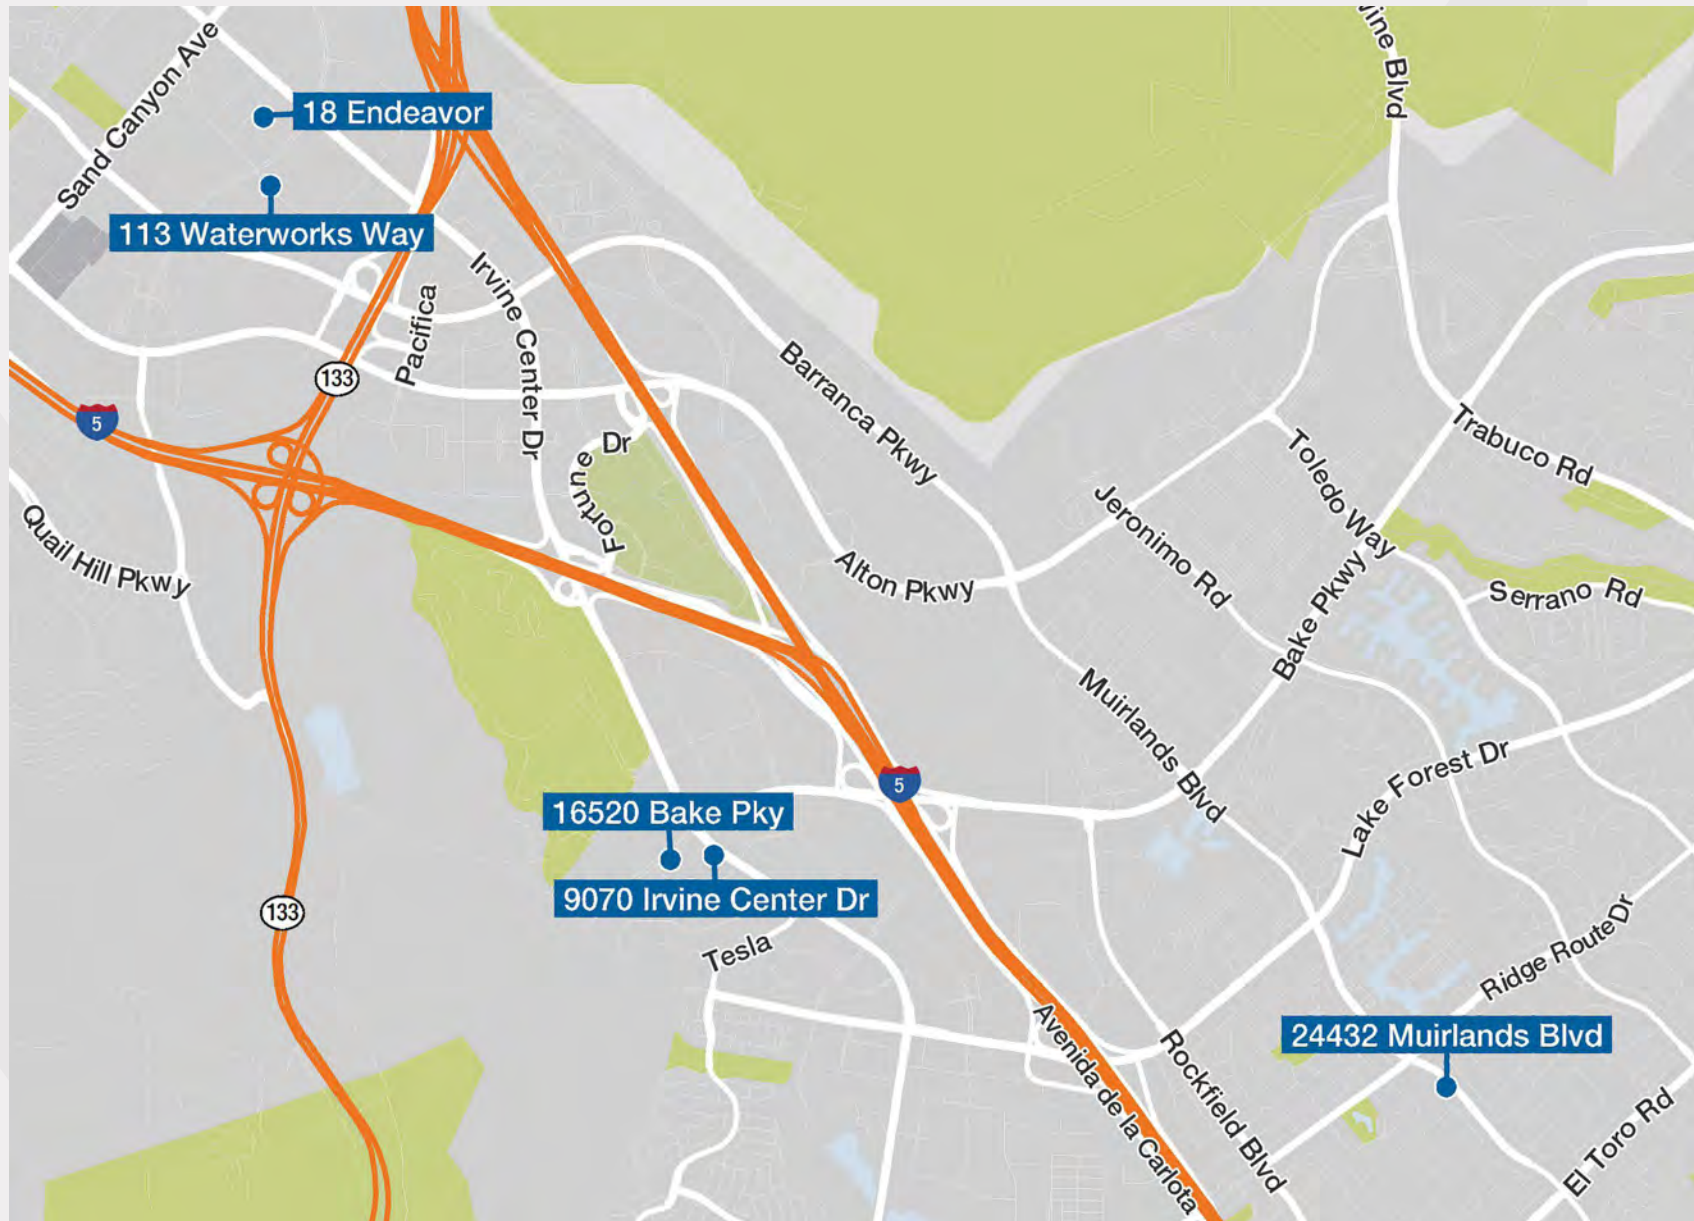 Sand Canyon Ave
18 Endeavor
113 Waterworks Way
vine Blvd
Irvine Center Dr
Pacifica
133
5
Barranca Pkwy
Fortune Dr
Trabuco Rd
Toledo Way
Jeronimo Rd
Quail Hill Pkwy
Alton Pkwy
Bake Pkwy
Serrano Rd
Muirlands Blvd
5
Lake Forest Dr
16520 Bake Pky
9070 Irvine Center Dr
133
Tesla
Ridge Route Dr
24432 Muirlands Blvd
Avenida de la Carlota
Rockfield Blvd
El Toro Rd